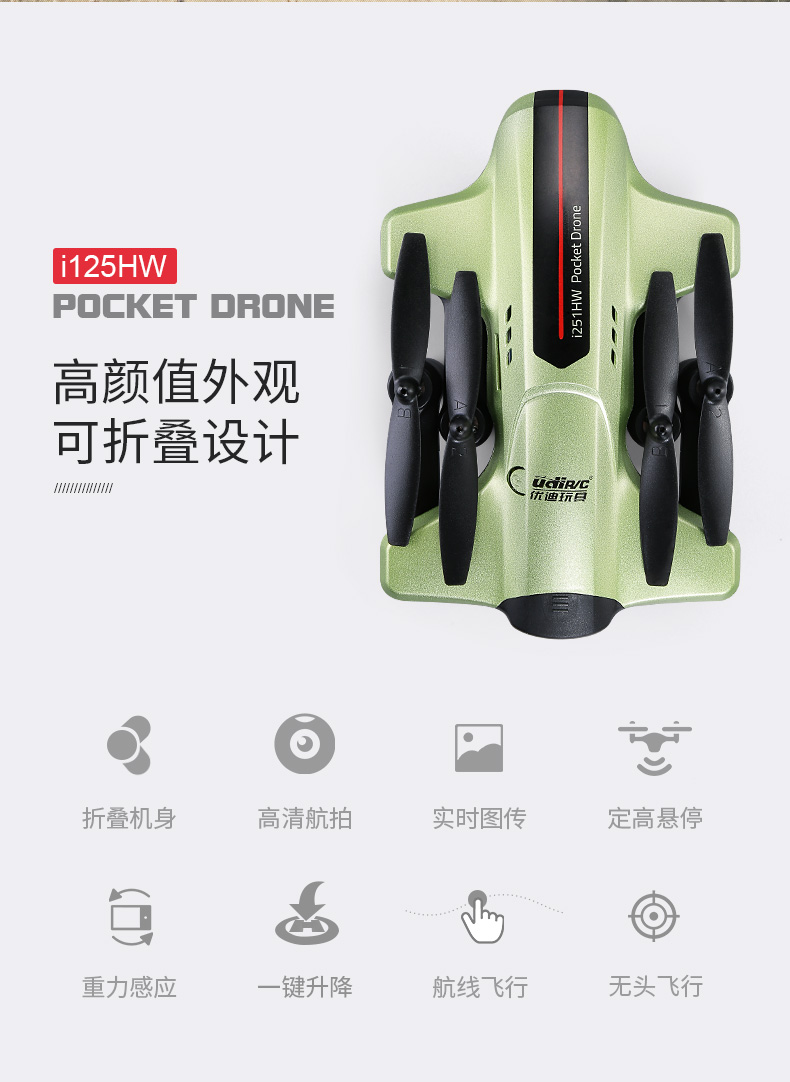 i125HW
POCKET DRONE
高颜值外观
可折叠设计
i251HW Pocket Drone
UdiR/C®
优迪玩具
折叠机身
高清航拍
实时图传
定高悬停
重力感应
一键升降
航线飞行
无头飞行